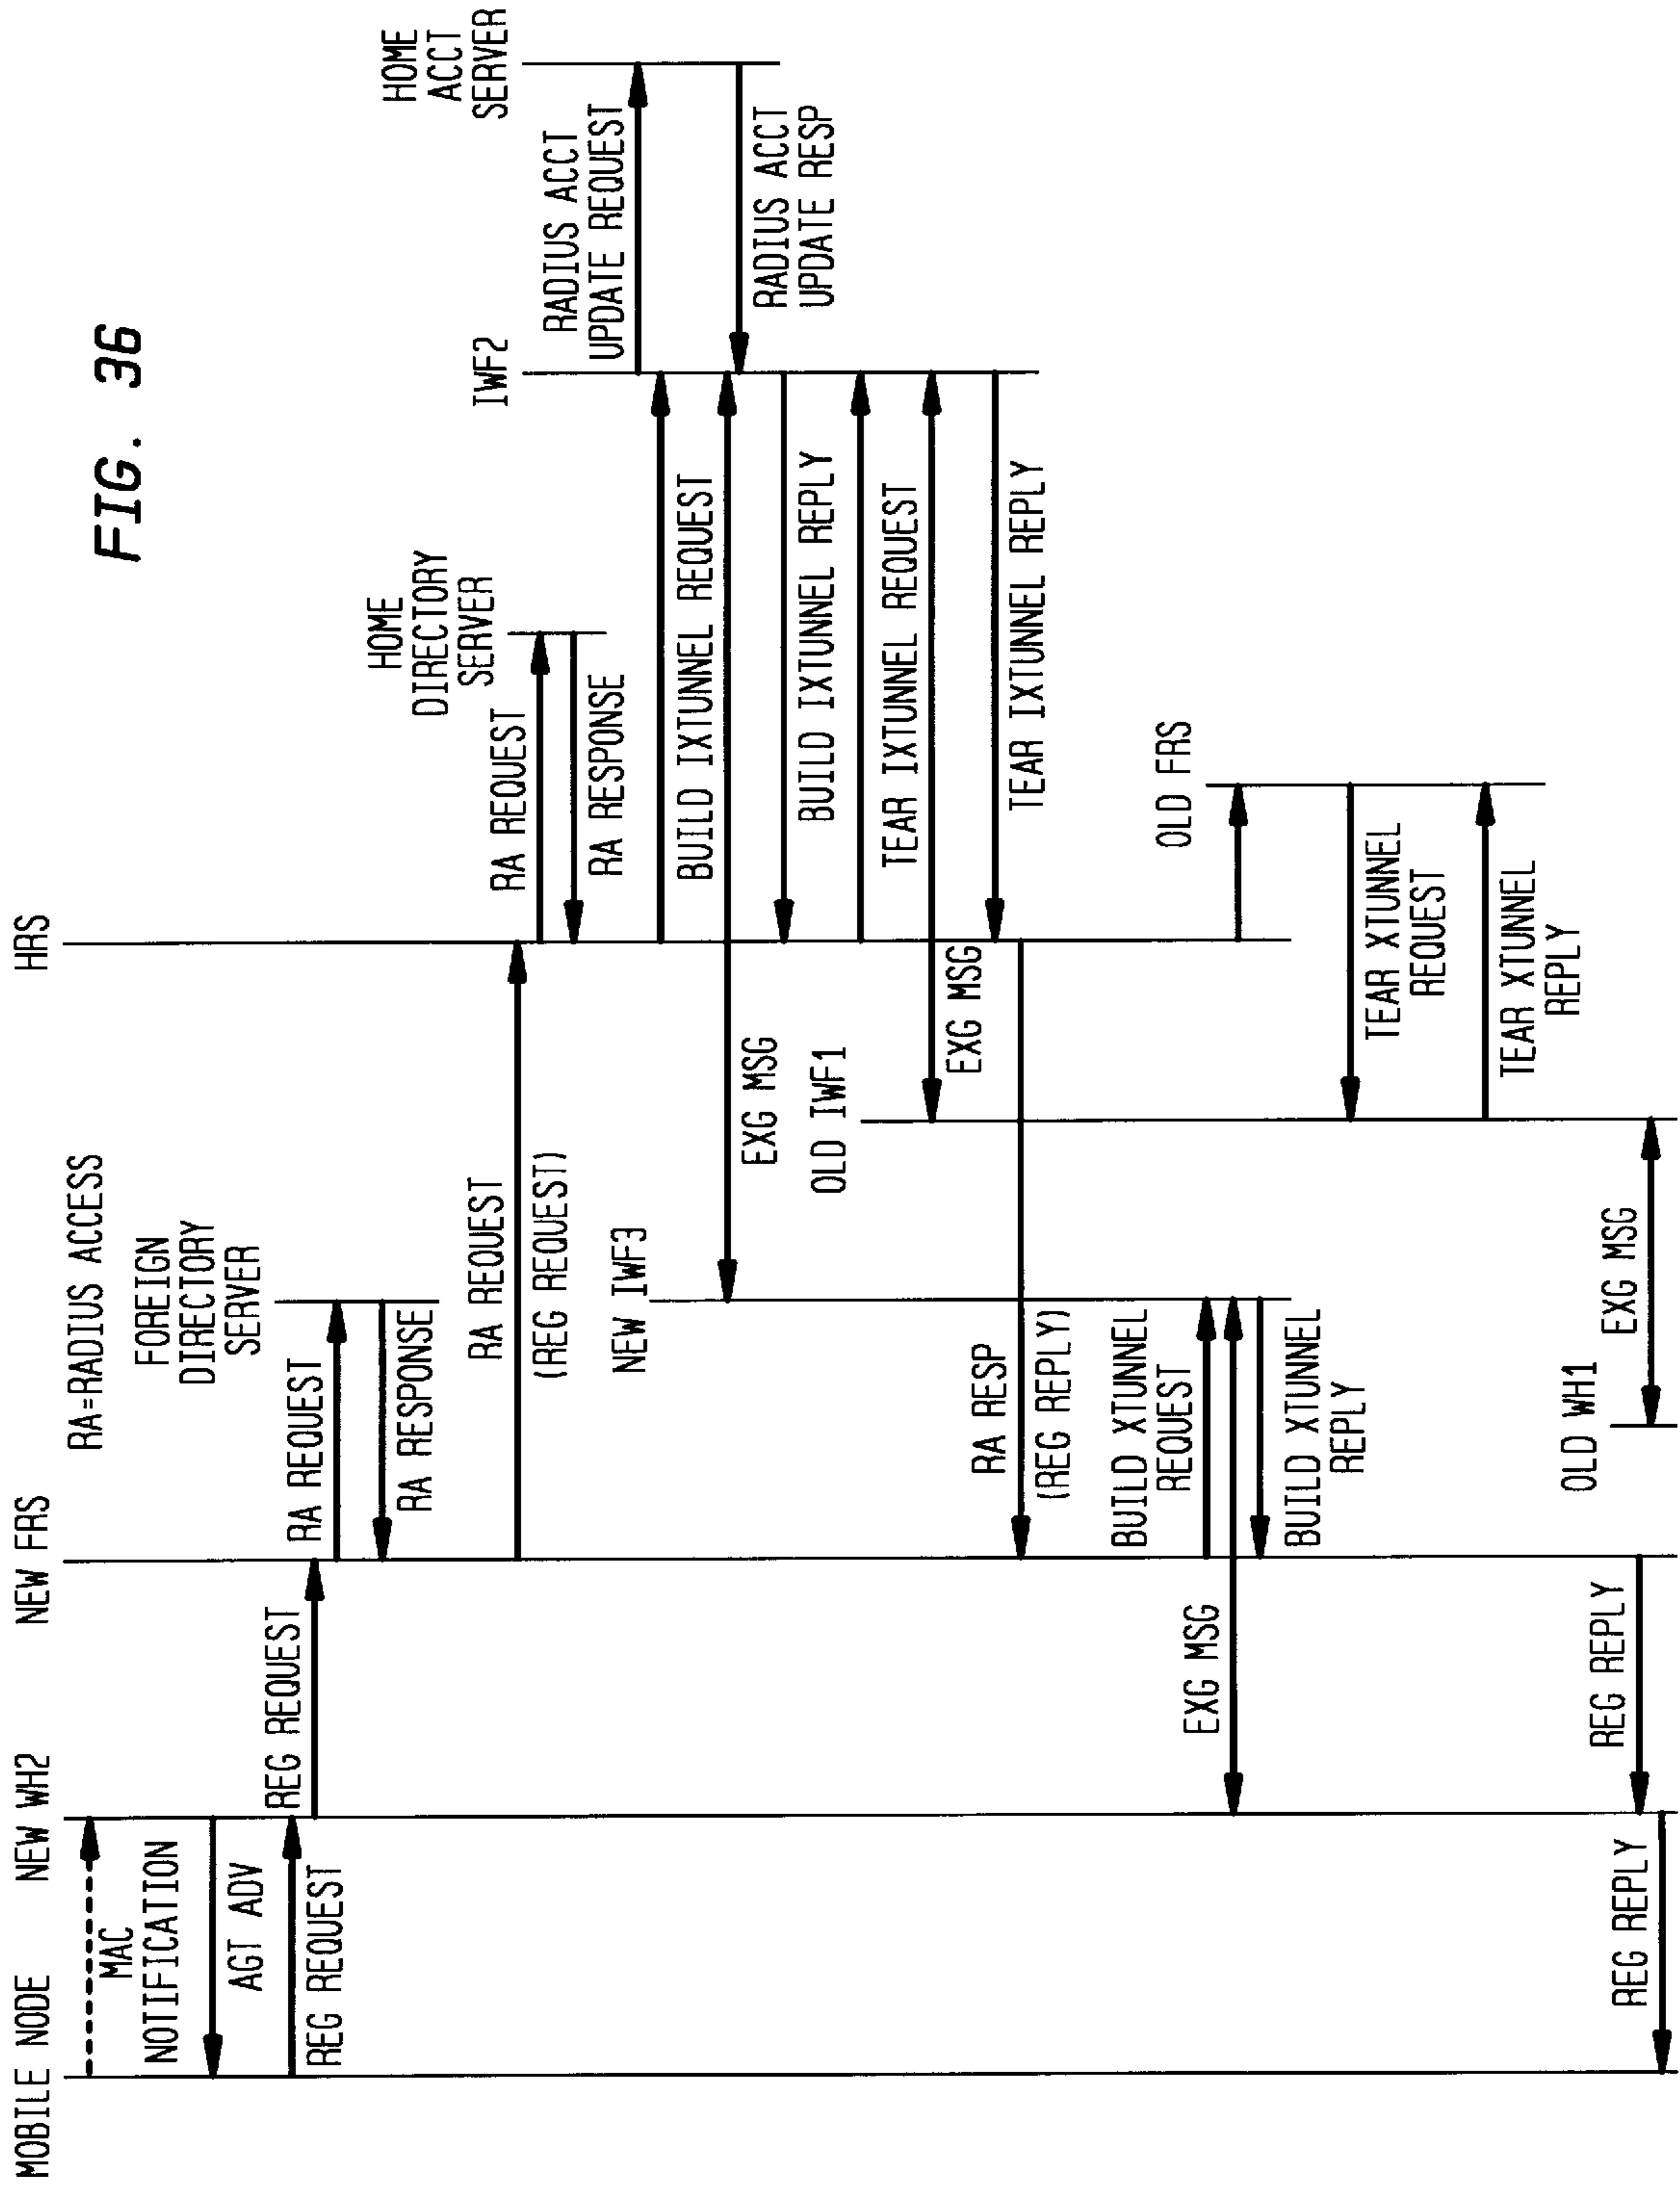 FIG. 36
MOBILE NODE
NEW WH2
NEW FRS
HRS
RA=RADIUS ACCESS
MAC
NOTIFICATION
AGT ADV
REG REQUEST
REG REQUEST
FOREIGN
DIRECTORY
SERVER
RA REQUEST
RA RESPONSE
RA REQUEST
(REG REQUEST)
HOME
DIRECTORY
SERVER
RA REQUEST
RA RESPONSE
IWF2
HOME
ACCT
SERVER
RADIUS ACCT
UPDATE REQUEST
RADIUS ACCT
UPDATE RESP
BUILD IXTUNNEL REQUEST
NEW IWF3
EXG MSG
BUILD IXTUNNEL REPLY
OLD IWF1
TEAR IXTUNNEL REQUEST
EXG MSG
TEAR IXTUNNEL REPLY
RA RESP
(REG REPLY)
BUILD XTUNNEL
REQUEST
EXG MSG
BUILD XTUNNEL
REPLY
OLD FRS
TEAR XTUNNEL
REQUEST
TEAR XTUNNEL
REPLY
OLD WH1
EXG MSG
REG REPLY
REG REPLY